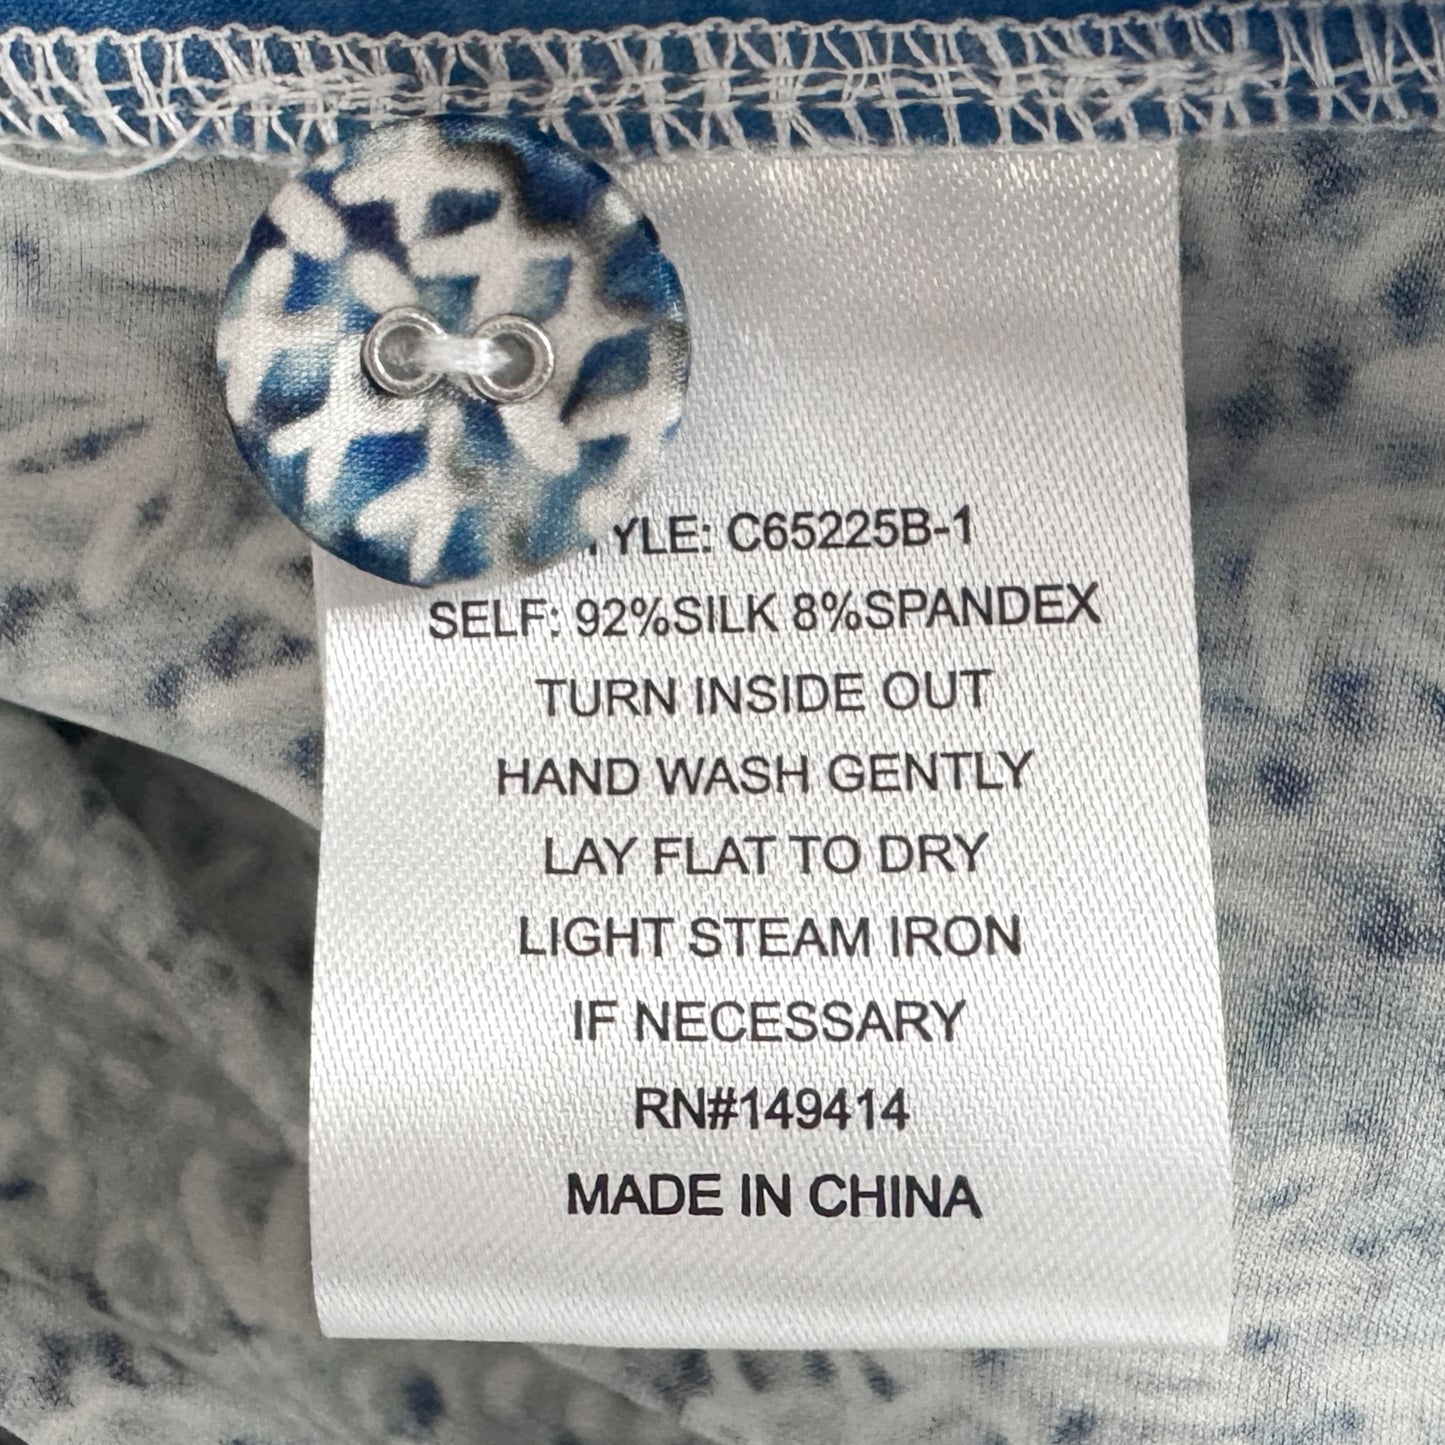 STYLE: C65225B-1
SELF: 92%SILK 8%SPANDEX
TURN INSIDE OUT
HAND WASH GENTLY
LAY FLAT TO DRY
LIGHT STEAM IRON
IF NECESSARY
RN#149414
MADE IN CHINA